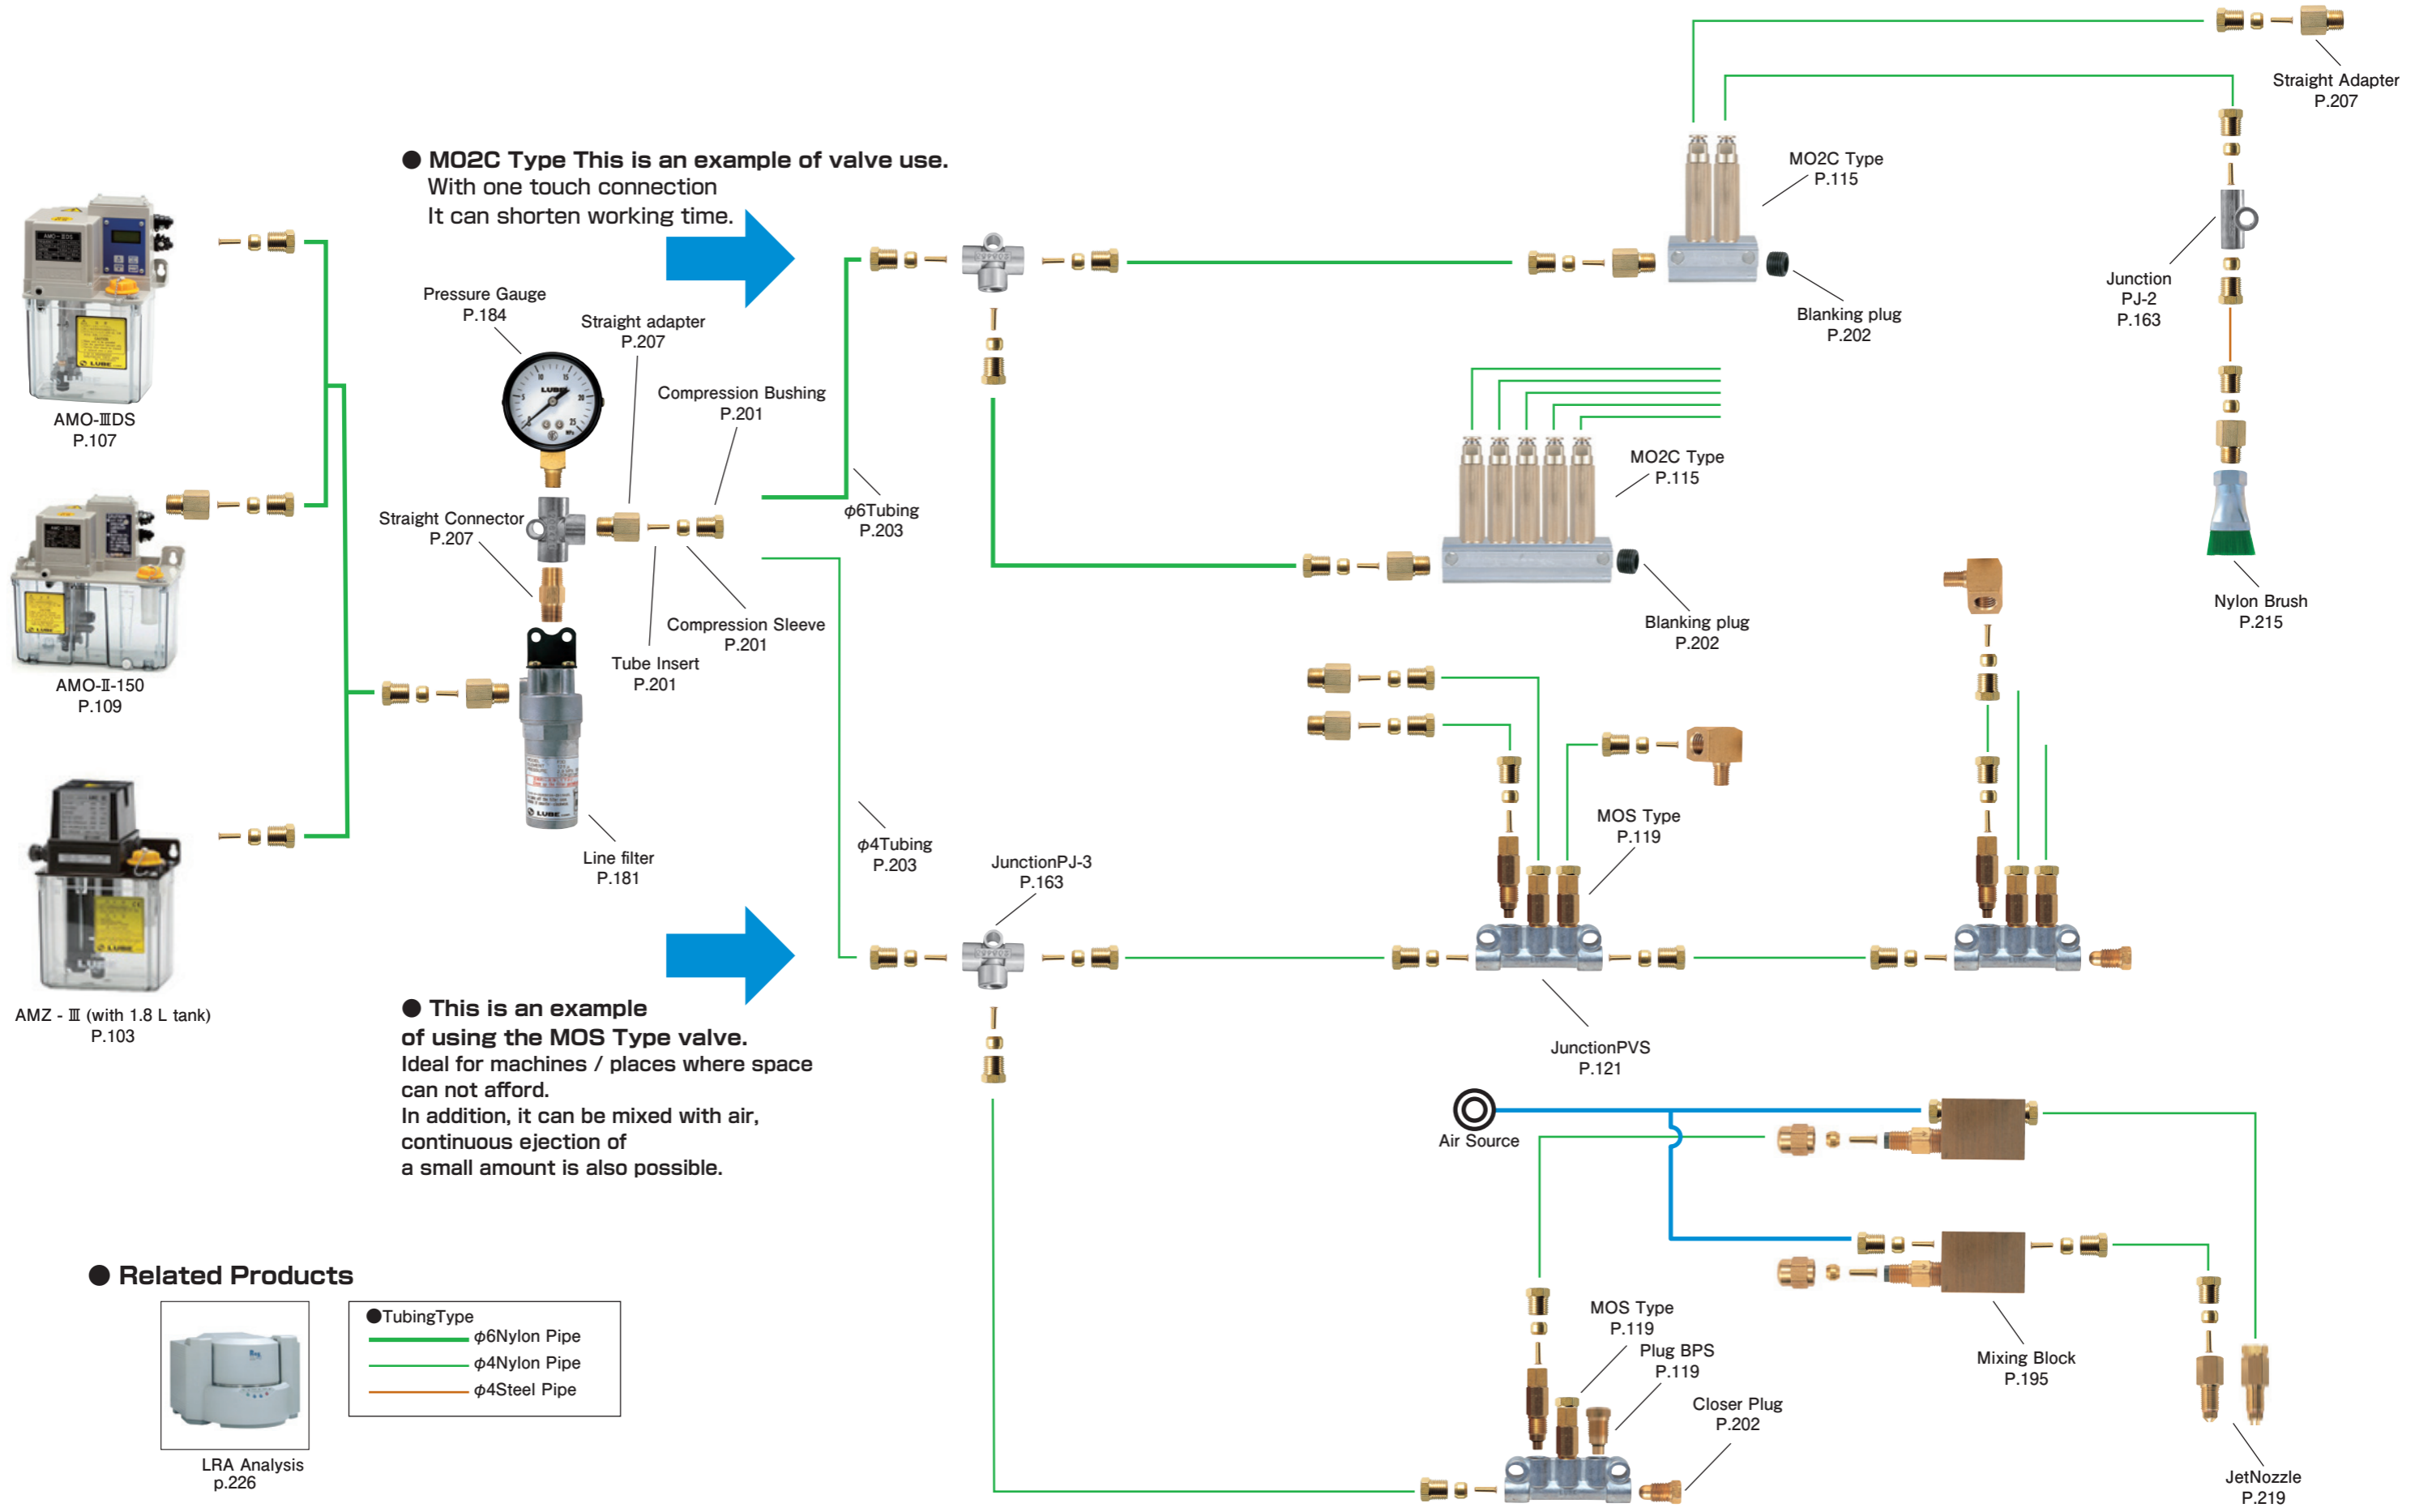 Straight Adapter
P.207
● MO2C Type This is an example of valve use.
With one touch connection
It can shorten working time.
MO2C Type
P.115
Junction
PJ-2
P.163
Blanking plug
P.202
Pressure Gauge
P.184
Straight adapter
P.207
Compression Bushing
P.201
LUBE
AMO-ⅢDS
P.107
MO2C Type
P.115
φ6Tubing
P.203
Straight Connector
P.207
Compression Sleeve
P.201
Tube Insert
P.201
Blanking plug
P.202
Nylon Brush
P.215
LUBE
AMO-Ⅱ-150
P.109
LUBE
MOS Type
P.119
φ4Tubing
P.203
Line filter
P.181
JunctionPJ-3
P.163
LUBE
AMZ - Ⅲ (with 1.8 L tank)
P.103
● This is an example
of using the MOS Type valve.
Ideal for machines / places where space
can not afford.
In addition, it can be mixed with air,
continuous ejection of
a small amount is also possible.
JunctionPVS
P.121
Air Source
● Related Products
●TubingType
φ6Nylon Pipe
φ4Nylon Pipe
φ4Steel Pipe
LRA Analysis
p.226
MOS Type
P.119
Plug BPS
P.119
Closer Plug
P.202
Mixing Block
P.195
JetNozzle
P.219